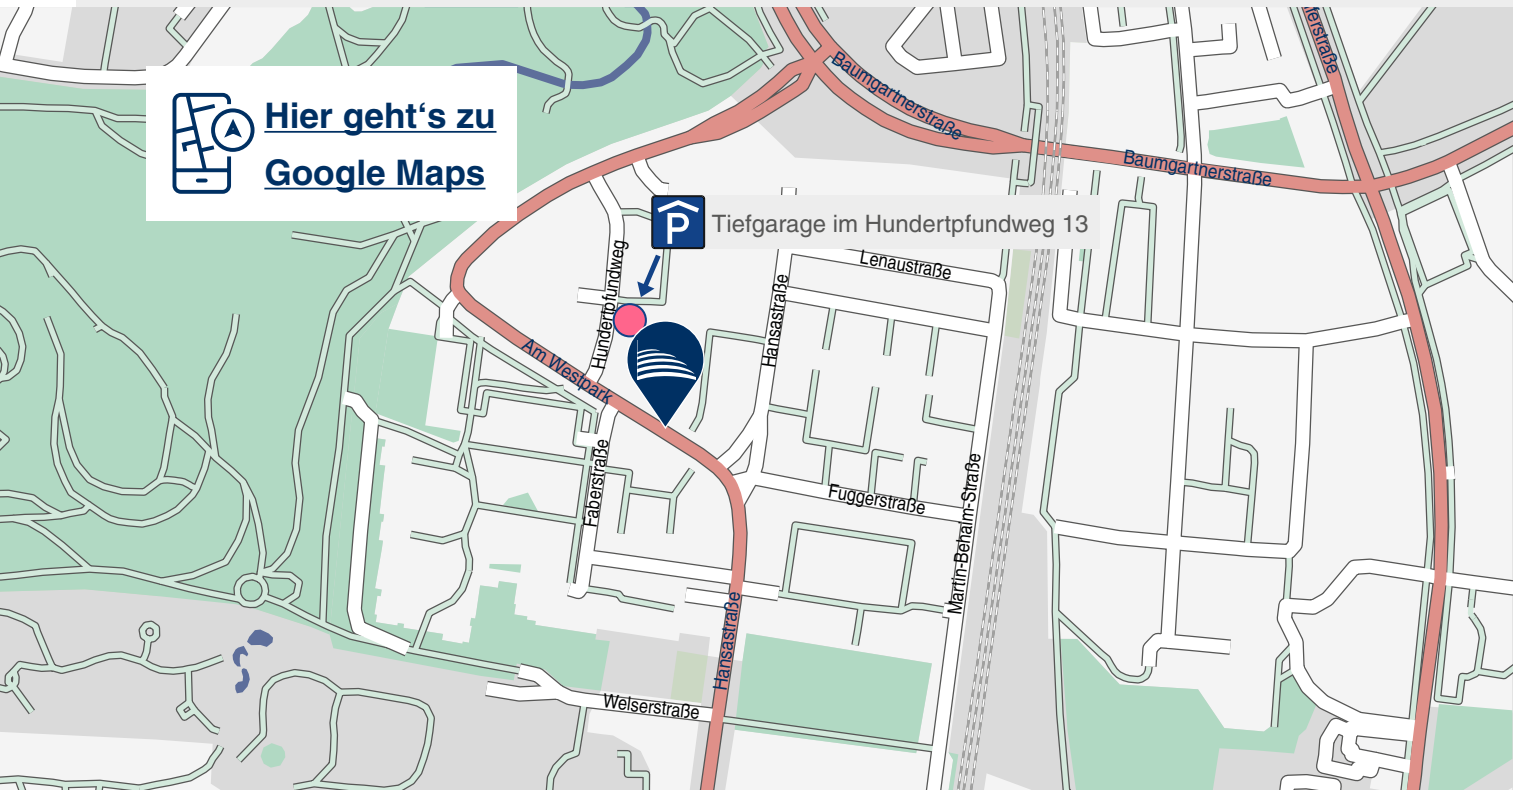 Baumgartnerstraße
Hier geht‘s zu
Google Maps
Baumgartnerstraße
P
Tiefgarage im Hundertpfundweg 13
Lenaustraße
Hundertpfundweg
Hansastraße
Am Westpark
Faberstraße
Fuggerstraße
Martin-Behaim-Straße
Hansastraße
Welserstraße